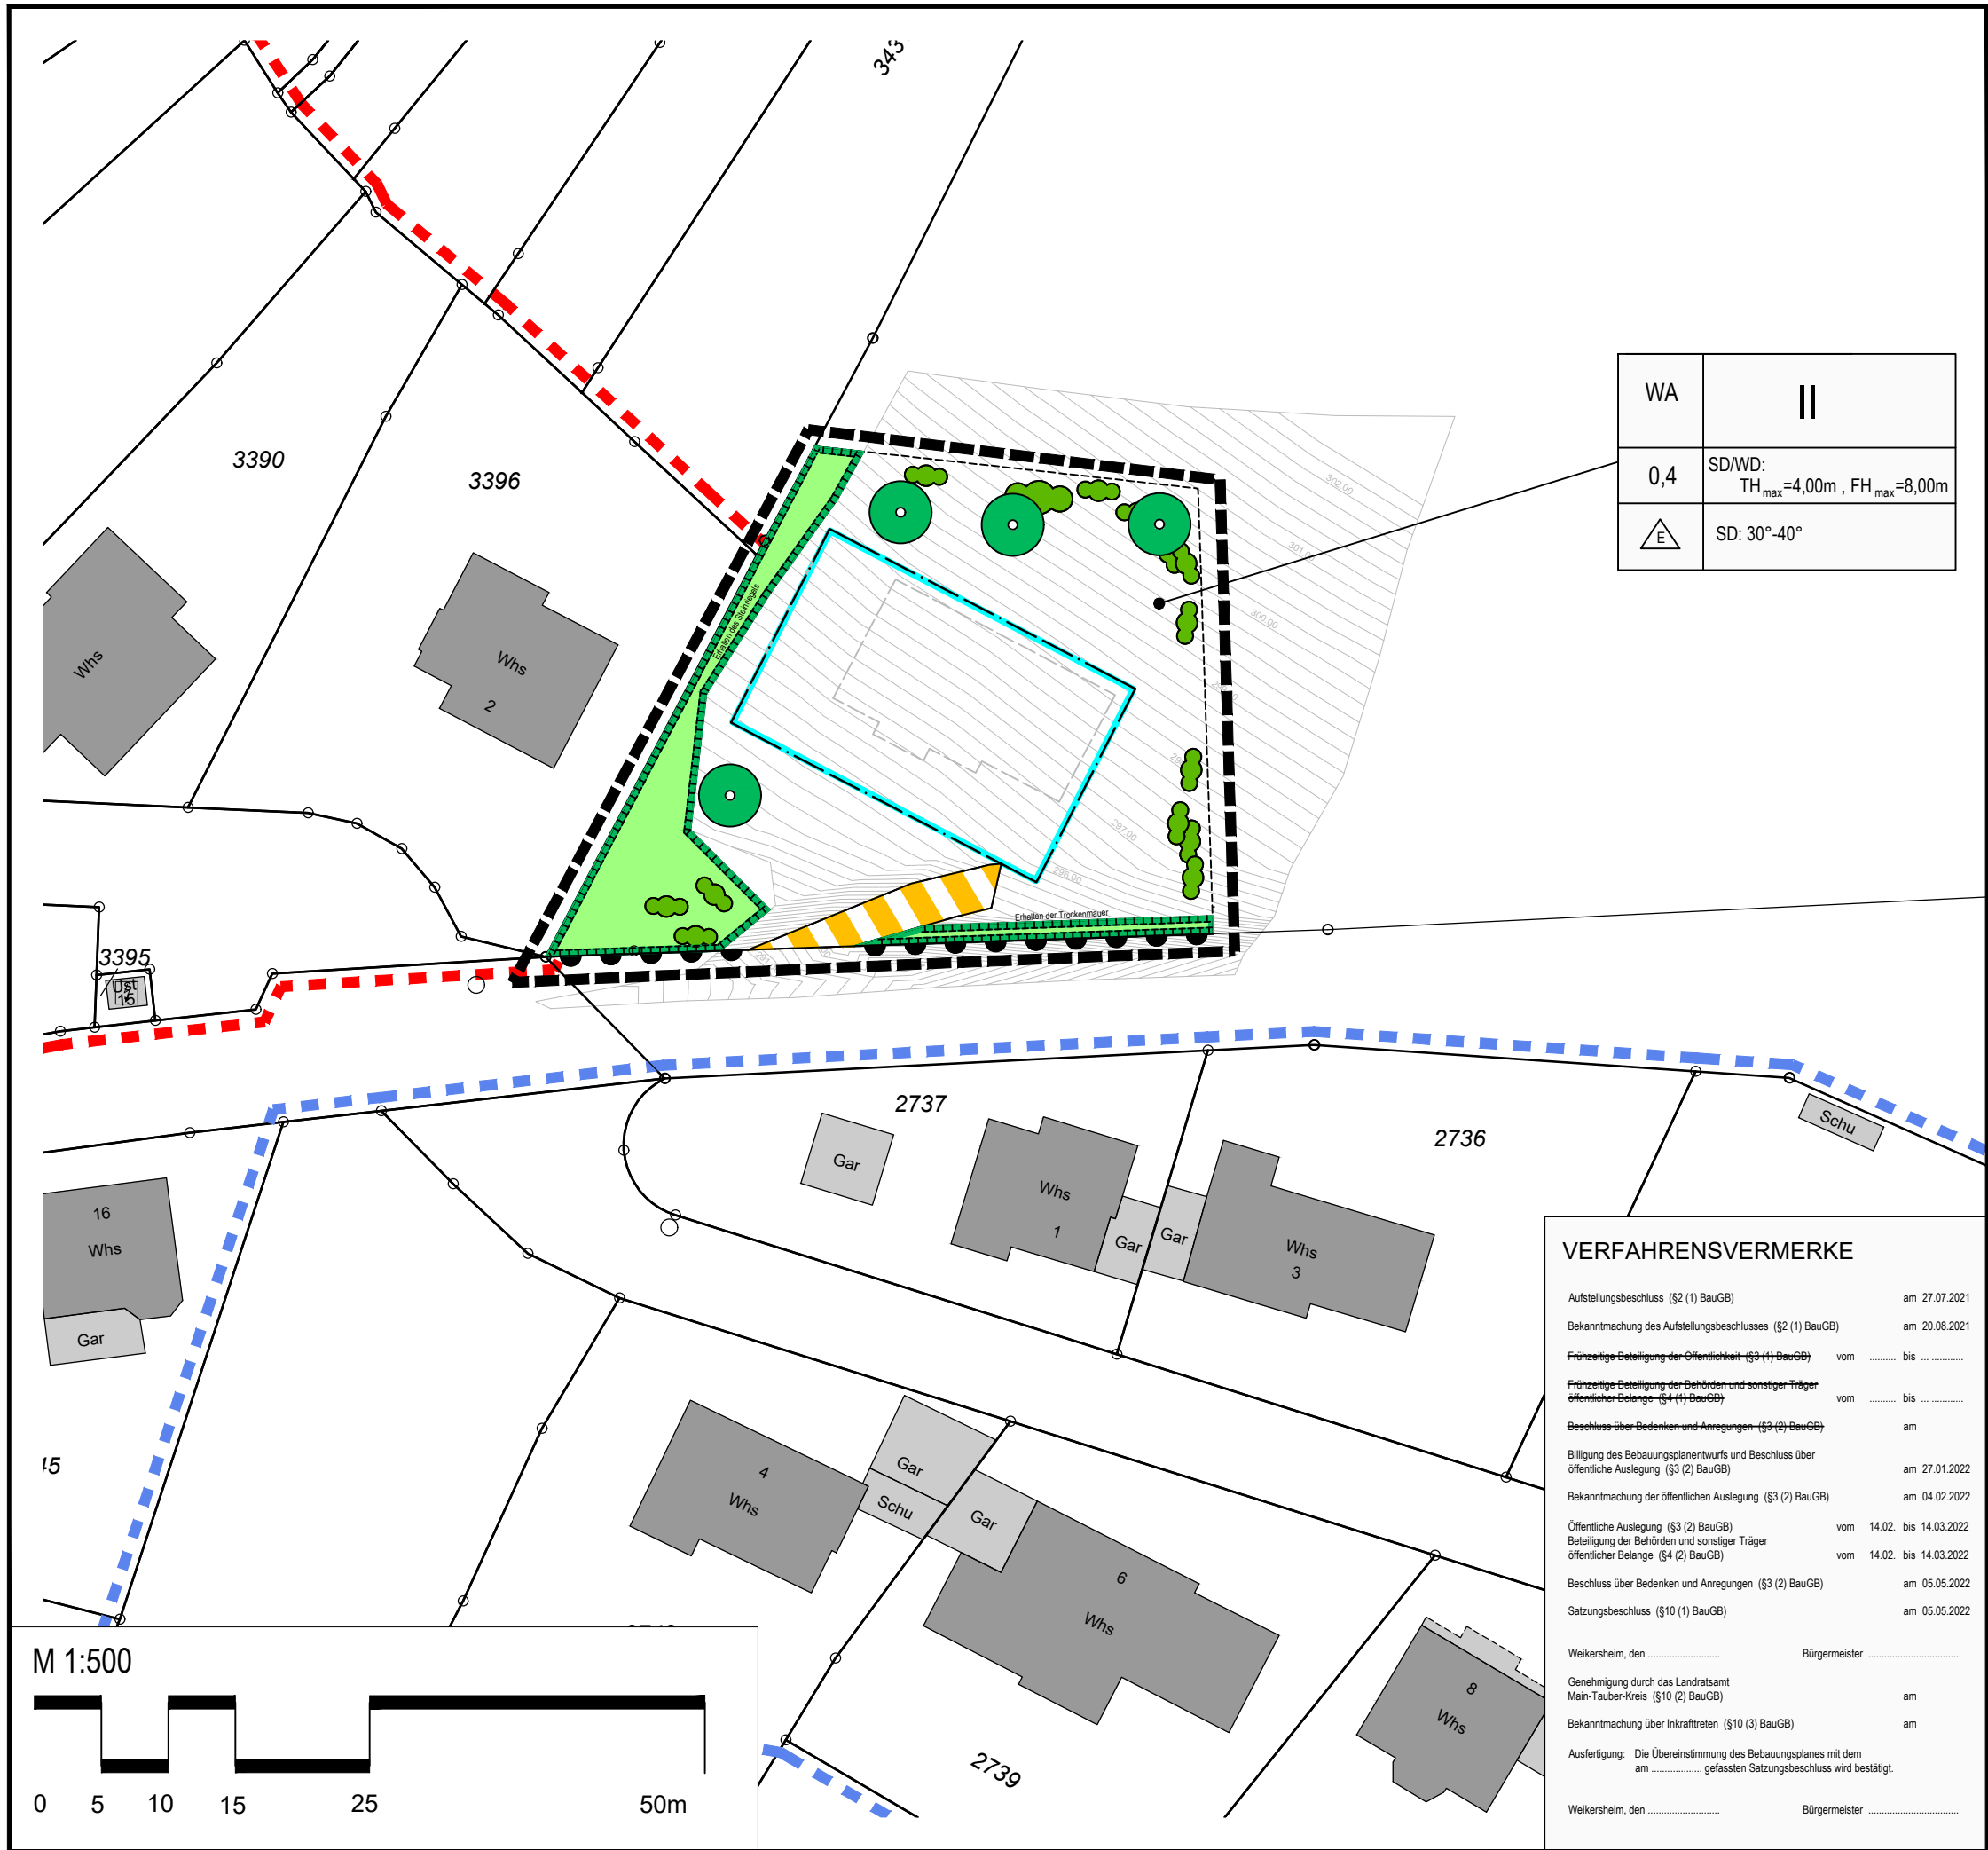 343
3390
3396
Whs
Whs
2
Erhalten des Steinriegels
302.00
300.00
297.00
296.00
Erhalten der Trockenmauer
WA
II
0,4
SD/WD:
THmax=4,00m , FHmax=8,00m
E
SD: 30°-40°
3395
Ust
15
2737
2736
Schu
Gar
Whs
1
Gar
Gar
Whs
3
16
Whs
Gar
4
Whs
Gar
Schu
Gar
6
Whs
8
Whs
2739
VERFAHRENSVERMERKE
Aufstellungsbeschluss (§2 (1) BauGB) am 27.07.2021
Bekanntmachung des Aufstellungsbeschlusses (§2 (1) BauGB) am 20.08.2021
Frühzeitige Beteiligung der Öffentlichkeit (§3 (1) BauGB) vom ......... bis ... ............
Frühzeitige Beteiligung der Behörden und sonstiger Träger
öffentlicher Belange (§4 (1) BauGB) vom ......... bis ... ............
Beschluss über Bedenken und Anregungen (§3 (2) BauGB) am
Billigung des Bebauungsplanentwurfs und Beschluss über
öffentliche Auslegung (§3 (2) BauGB) am 27.01.2022
Bekanntmachung der öffentlichen Auslegung (§3 (2) BauGB) am 04.02.2022
Öffentliche Auslegung (§3 (2) BauGB) vom 14.02. bis 14.03.2022
Beteiligung der Behörden und sonstiger Träger
öffentlicher Belange (§4 (2) BauGB) vom 14.02. bis 14.03.2022
Beschluss über Bedenken und Anregungen (§3 (2) BauGB) am 05.05.2022
Satzungsbeschluss (§10 (1) BauGB) am 05.05.2022
Weikersheim, den .......................... Bürgermeister .................................
Genehmigung durch das Landratsamt
Main-Tauber-Kreis (§10 (2) BauGB) am
Bekanntmachung über Inkrafttreten (§10 (3) BauGB) am
Ausfertigung: Die Übereinstimmung des Bebauungsplanes mit dem
am ................... gefassten Satzungsbeschluss wird bestätigt.
Weikersheim, den .......................... Bürgermeister .................................
M 1:500
0 5 10 15 25 50m